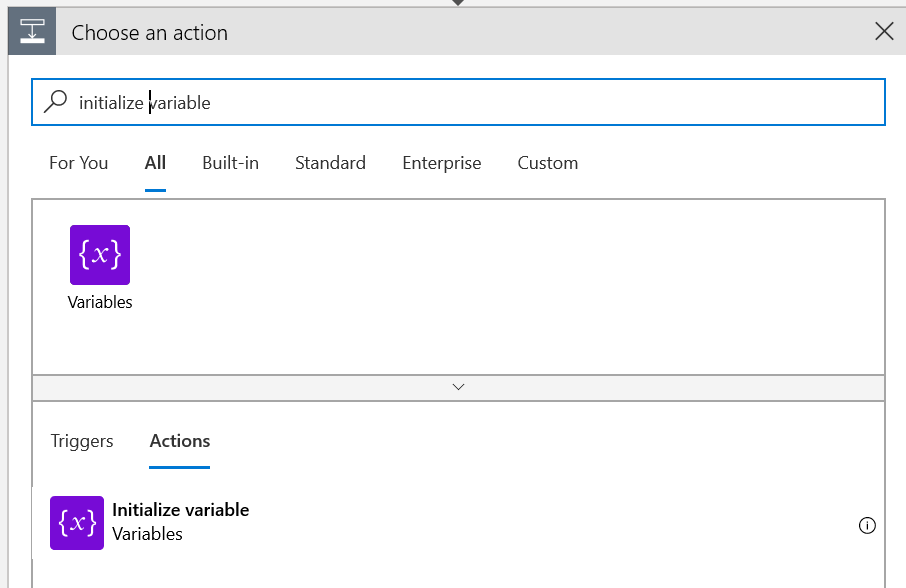 Choose an action
initialize variable
For You All Built-in Standard Enterprise Custom
{x}
Variables
Triggers Actions
{x}
Initialize variable
Variables